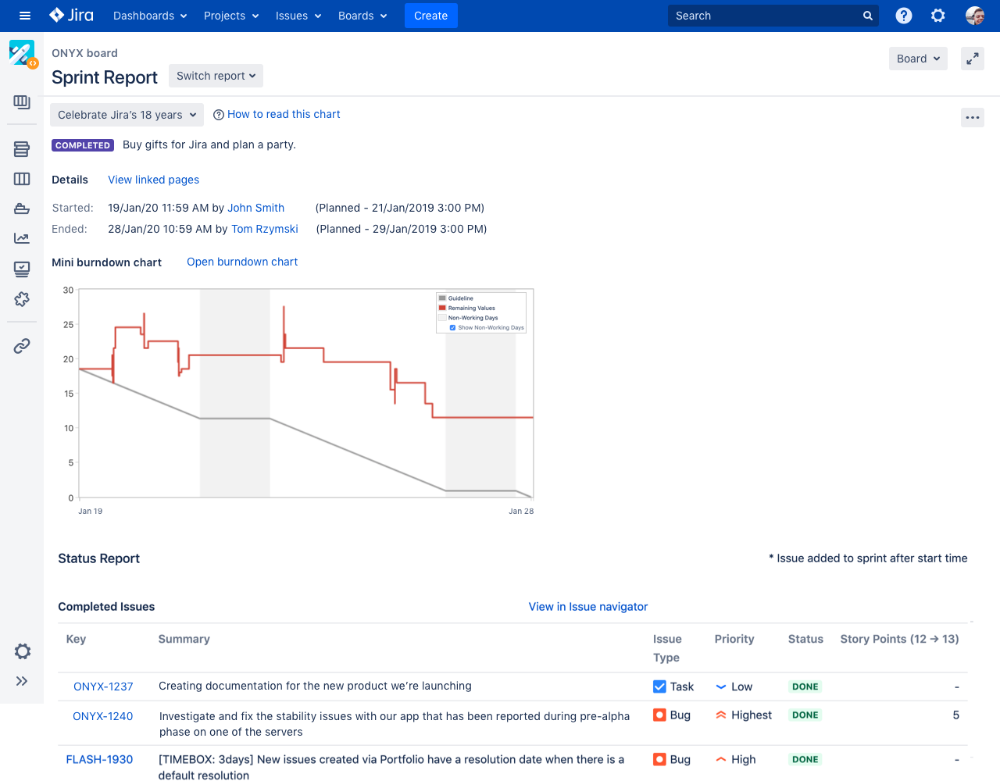 Jira Dashboards Projects Issues Boards Create Search
ONYX board
Sprint Report Switch report Board
Celebrate Jira's 18 years How to read this chart
COMPLETED Buy gifts for Jira and plan a party.
Details View linked pages
Started: 19/Jan/20 11:59 AM by John Smith (Planned - 21/Jan/2019 3:00 PM)
Ended: 28/Jan/20 10:59 AM by Tom Rzymski (Planned - 29/Jan/2019 3:00 PM)
Mini burndown chart Open burndown chart
30
25
20
15
10
5
0
Guideline
Remaining Values
Non-Working Days
Show Non-Working Days
Jan 19 Jan 28
Status Report * Issue added to sprint after start time
Completed Issues View in Issue navigator
Key Summary Issue Type Priority Status Story Points (12 → 13)
ONYX-1237 Creating documentation for the new product we're launching Task Low DONE -
ONYX-1240 Investigate and fix the stability issues with our app that has been reported during pre-alpha Bug Highest DONE 5
phase on one of the servers
FLASH-1930 [TIMEBOX: 3days] New issues created via Portfolio have a resolution date when there is a Bug High DONE -
default resolution